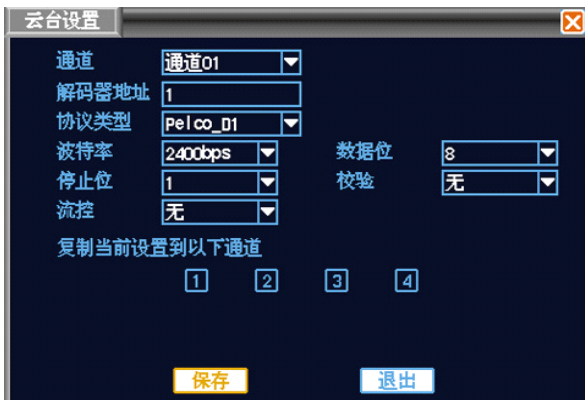 云台设置
通道 通道01
解码器地址 1
协议类型 Pelco_D1
波特率 2400bps 数据位 8
停止位 1 校验 无
流控 无
复制当前设置到以下通道
1 2 3 4
保存 退出